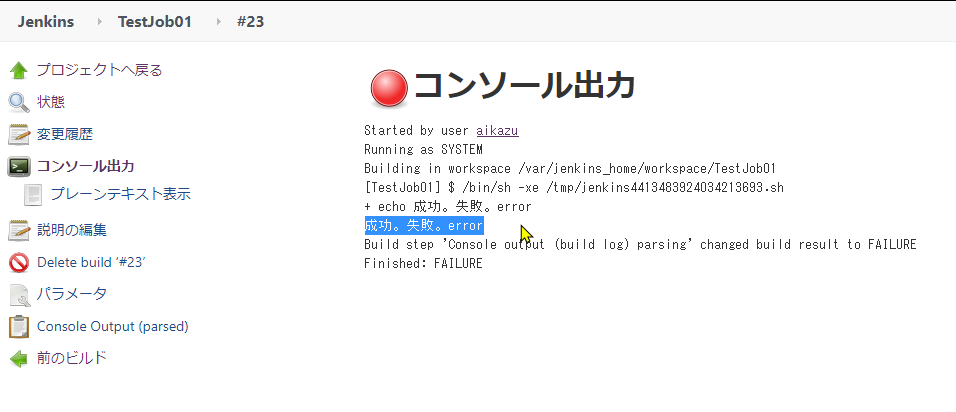 Jenkins TestJob01 #23
プロジェクトへ戻る
状態
変更履歴
コンソール出力
プレーンテキスト表示
説明の編集
Delete build ‘#23’
パラメータ
Console Output (parsed)
前のビルド
コンソール出力
Started by user aikazu
Running as SYSTEM
Building in workspace /var/jenkins_home/workspace/TestJob01
[TestJob01] $ /bin/sh -xe /tmp/jenkins4413483924034213693.sh
+ echo 成功。失敗。error
成功。失敗。error
Build step 'Console output (build log) parsing' changed build result to FAILURE
Finished: FAILURE